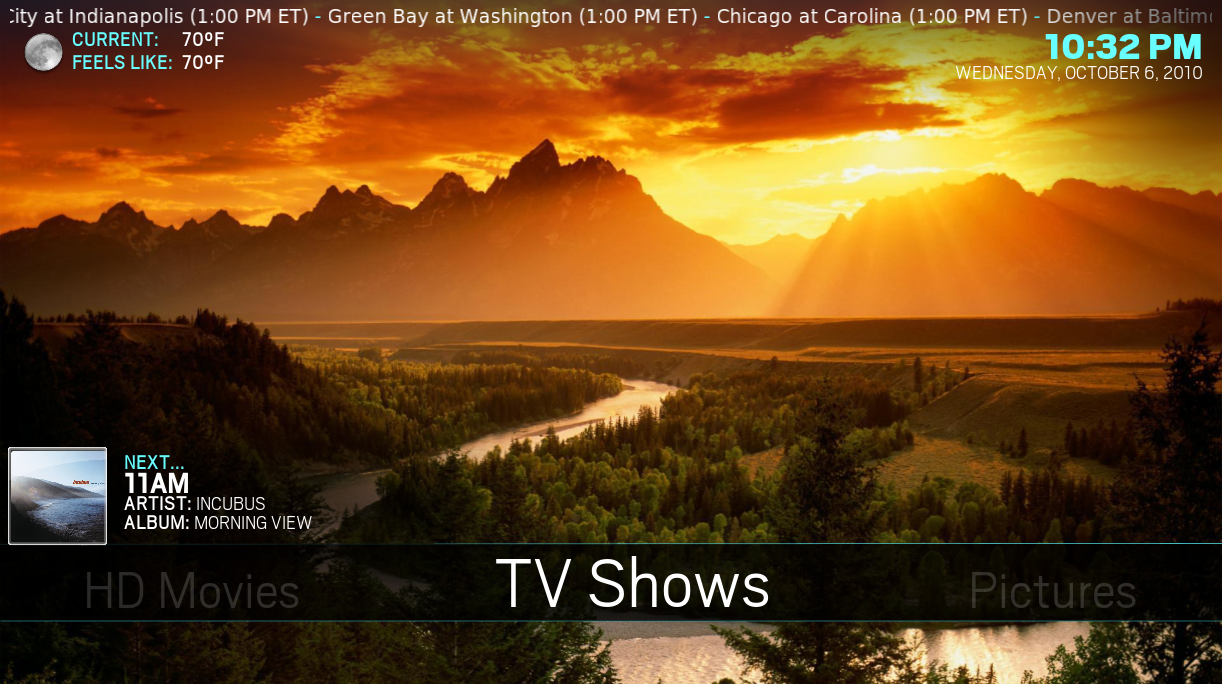 City at Indianapolis (1:00 PM ET) - Green Bay at Washington (1:00 PM ET) - Chicago at Carolina (1:00 PM ET) - Denver at Baltim
CURRENT: 70ºF
FEELS LIKE: 70ºF
10:32 PM
WEDNESDAY, OCTOBER 6, 2010
NEXT...
11AM
ARTIST: INCUBUS
ALBUM: MORNING VIEW
HD Movies
TV Shows
Pictures